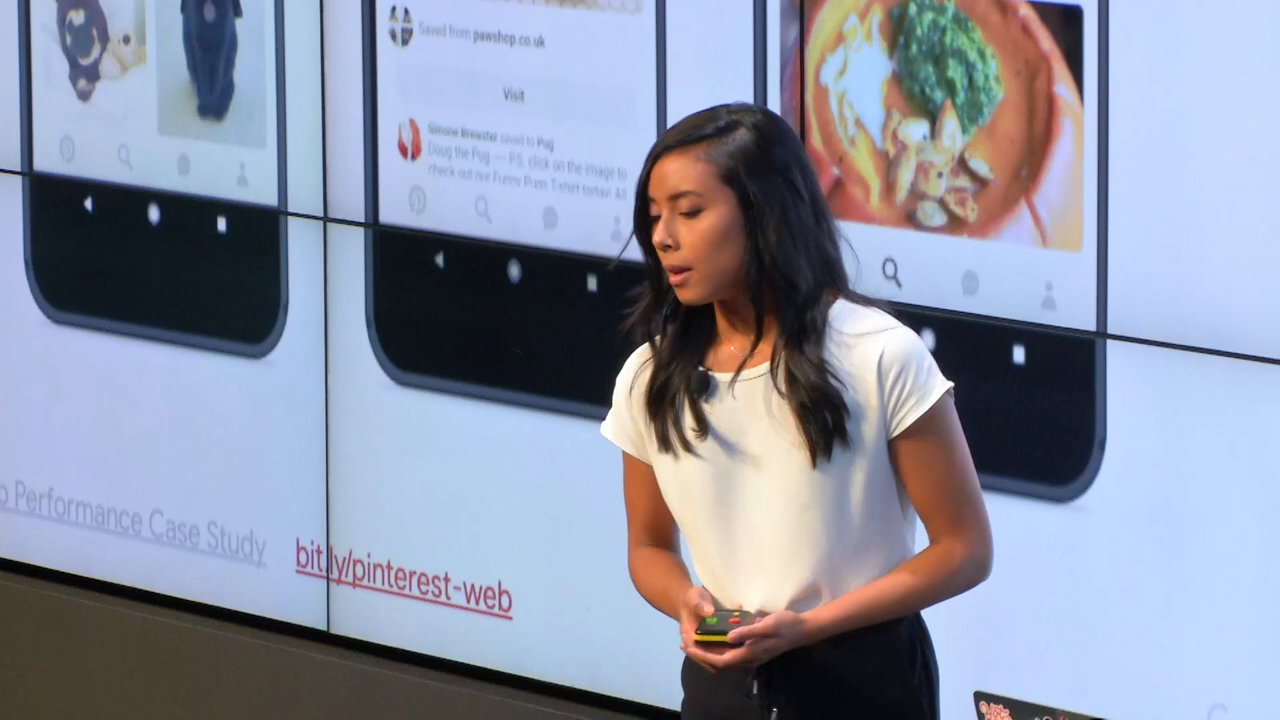 Saved from pawshop.co.uk
Visit
Simone Brewster saved to Pug
Doug the Pug — PS, click on the image to
check out our Funny Pum T-shirt today! All
Performance Case Study
bit.ly/pinterest-web